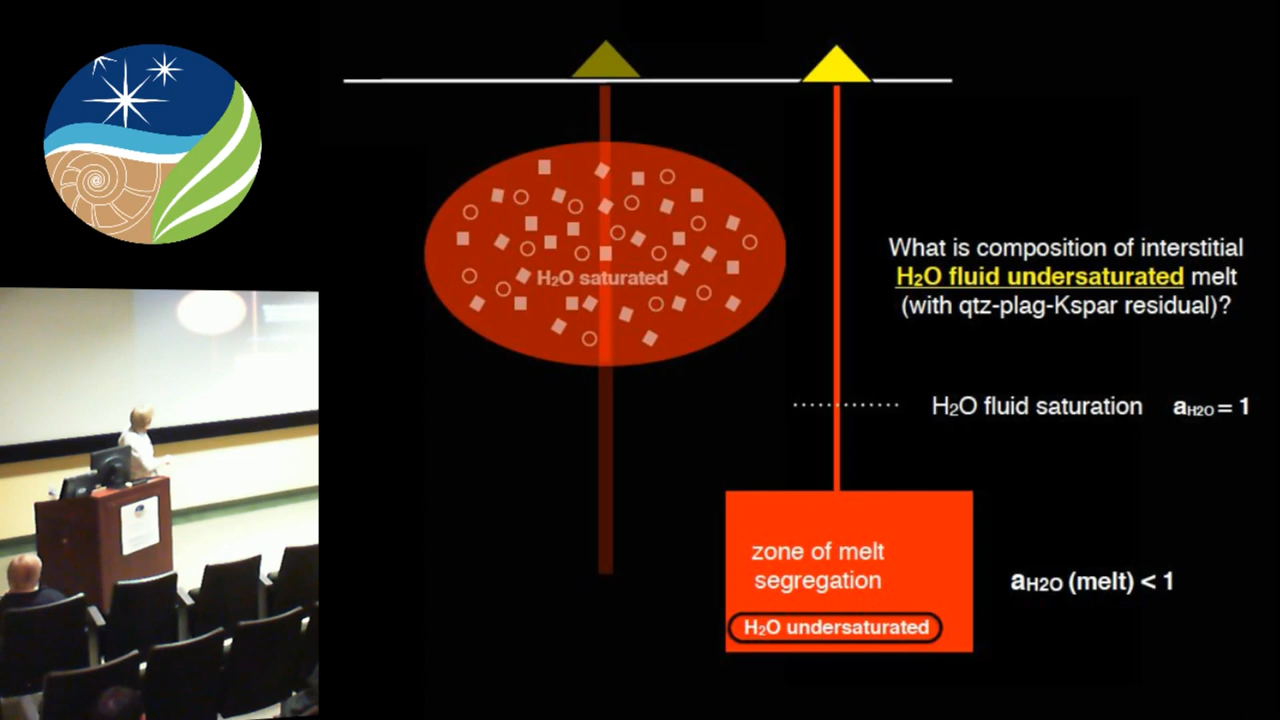 H₂O saturated
What is composition of interstitial
H₂O fluid undersaturated melt
(with qtz-plag-Kspar residual)?
H₂O fluid saturation aH₂O = 1
zone of melt
segregation
H₂O undersaturated
aH₂O (melt) < 1